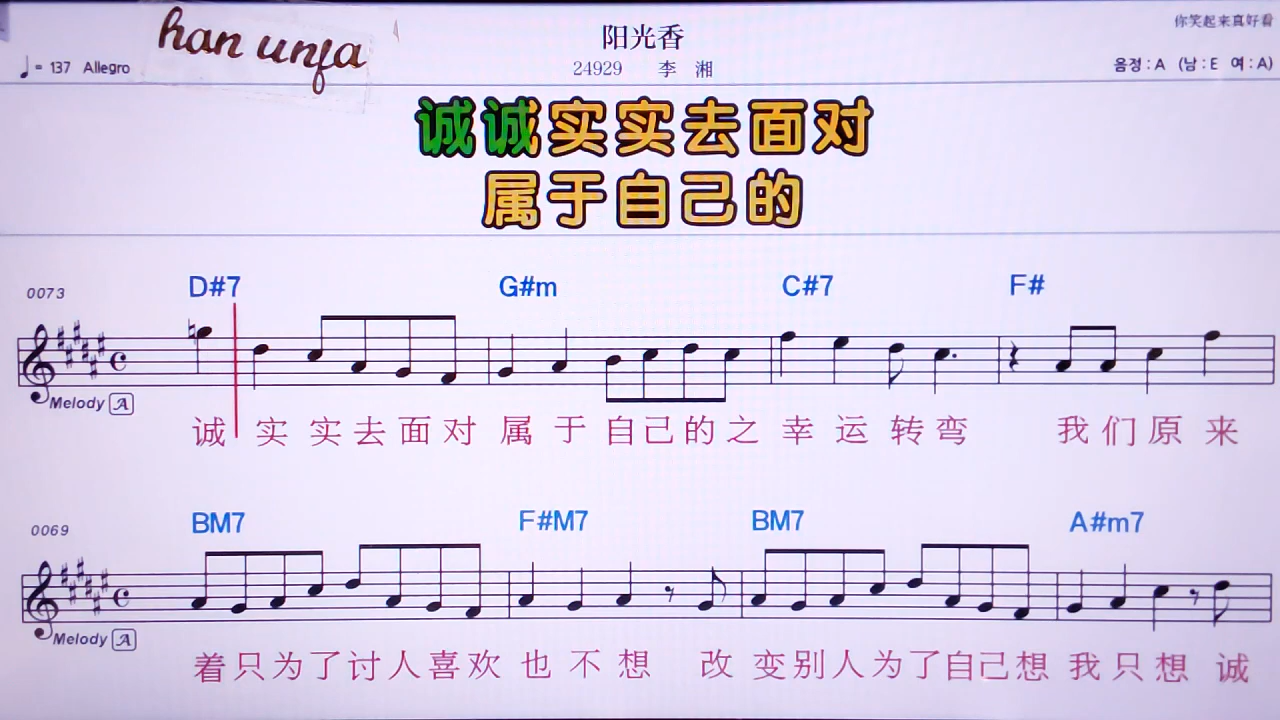 han unfa
阳光香
你笑起来真好看
♩= 137 Allegro
24929 李 湘
음정 : A (남 : E 여 : A)
诚诚实实去面对
属于自己的
0073
D#7 G#m C#7 F#
Melody A
诚 实 实 去 面 对 属 于 自 己 的 之 幸 运 转 弯 我 们 原 来
0069
BM7 F#M7 BM7 A#m7
Melody A
着 只 为 了 讨 人 喜 欢 也 不 想 改 变 别 人 为 了 自 己 想 我 只 想 诚